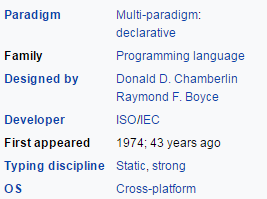 Paradigm Multi-paradigm:
declarative
Family Programming language
Designed by Donald D. Chamberlin
Raymond F. Boyce
Developer ISO/IEC
First appeared 1974; 43 years ago
Typing discipline Static, strong
OS Cross-platform